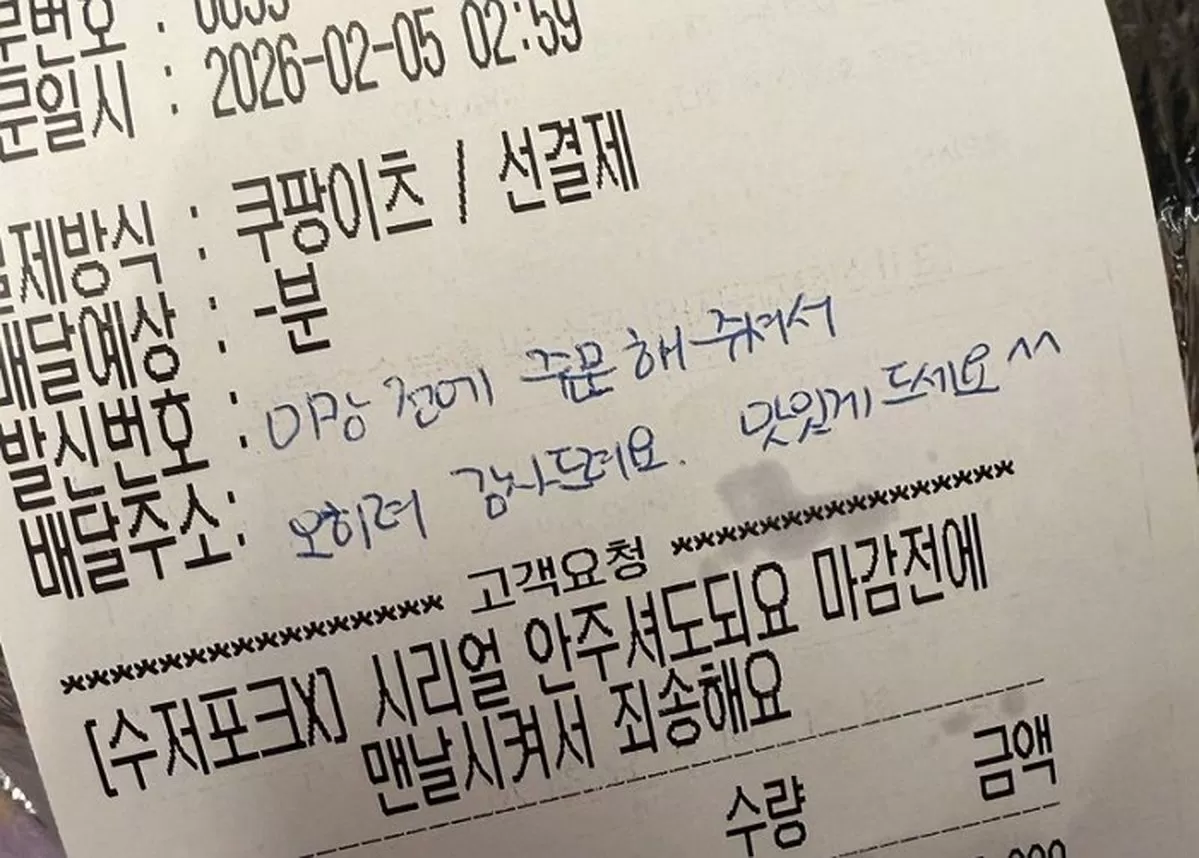 문번호 : 0055
문일시 : 2026-02-05 02:59
제방식 : 쿠팡이츠 / 선결제
배달예상 : -분
발신번호 :
마감 전에 주문해 주셔서
배달주소:
오히려 감사드려요. 맛있게 드세요^^
**************** 고객요청 ****************
[수저포크X] 시리얼 안주셔도되요 마감전에
맨날시켜서 죄송해요
수량 금액